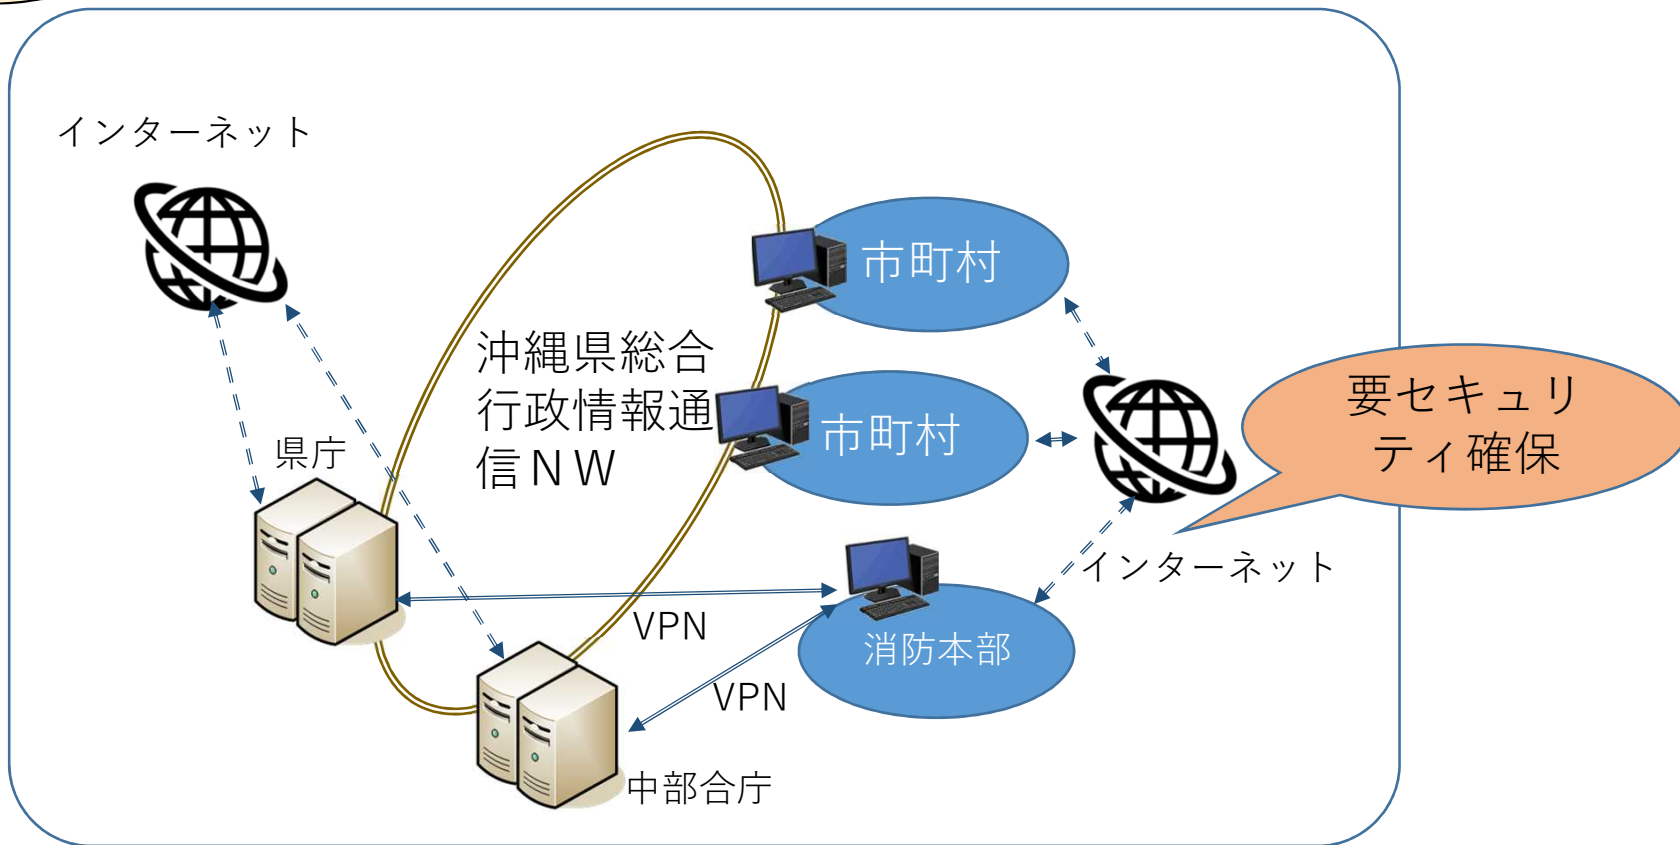 インターネット
市町村
沖縄県総合
行政情報通
信ＮＷ
要セキュリ
ティ確保
市町村
県庁
インターネット
VPN
消防本部
VPN
中部合庁